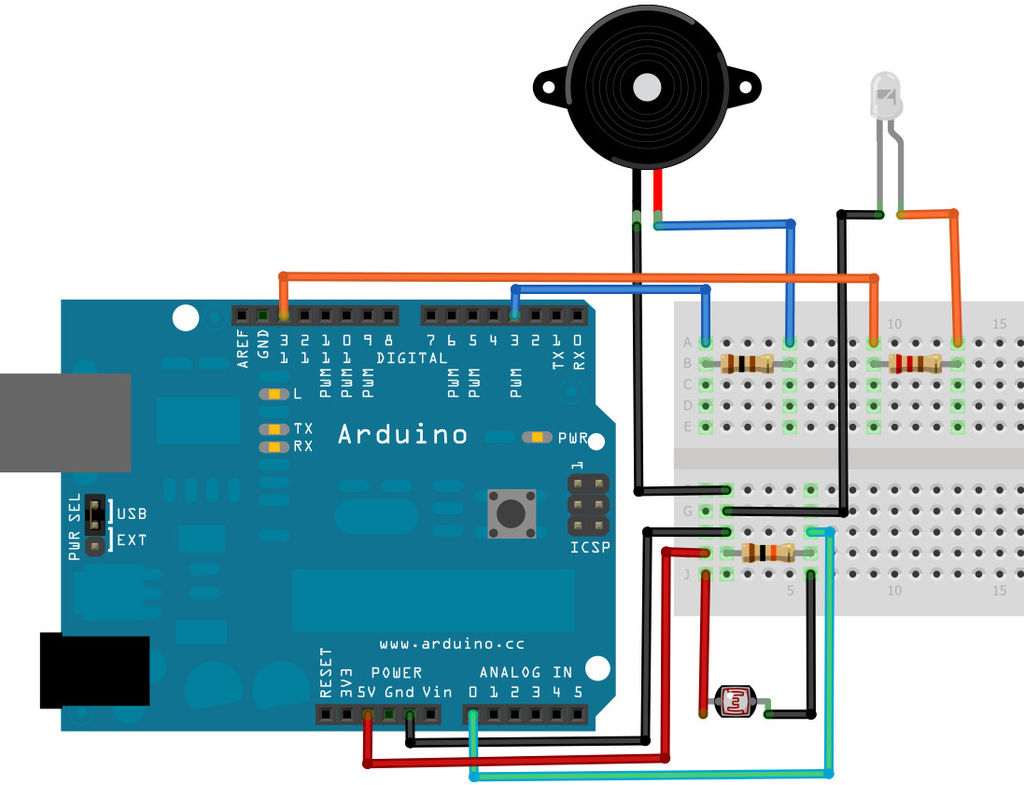 AREF
GND
13
12
11
10
9
8
7
6
5
4
3
2
1
0
PWM
PWM
PWM
PWM
PWM
PWM
TX
RX
DIGITAL
L
TX
RX
Arduino
PWR
1
ICSP
PWR SEL
USB
EXT
www.arduino.cc
RESET
3V3
POWER
5V Gnd Vin
ANALOG IN
0 1 2 3 4 5
10 15
A
B
C
D
E
G
J
5 10 15